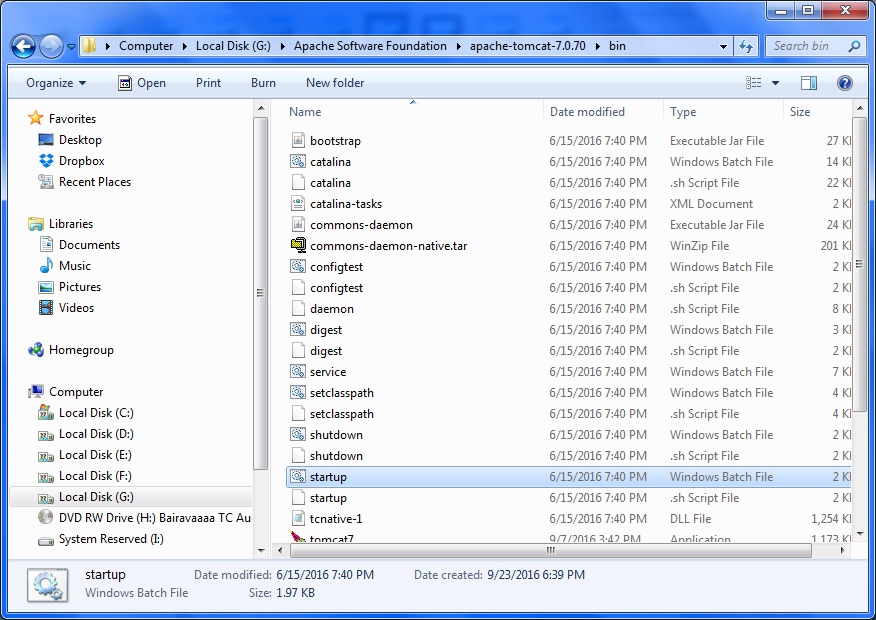 Computer Local Disk (G:) Apache Software Foundation apache-tomcat-7.0.70 bin Search bin
Organize Open Print Burn New folder
Favorites
Desktop
Dropbox
Recent Places
Libraries
Documents
Music
Pictures
Videos
Homegroup
Computer
Local Disk (C:)
Local Disk (D:)
Local Disk (E:)
Local Disk (F:)
Local Disk (G:)
DVD RW Drive (H:) Bairavaaaa TC Au
System Reserved (I:)
Name Date modified Type Size
bootstrap 6/15/2016 7:40 PM Executable Jar File 27 K
catalina 6/15/2016 7:40 PM Windows Batch File 14 K
catalina 6/15/2016 7:40 PM .sh Script File 22 K
catalina-tasks 6/15/2016 7:40 PM XML Document 2 K
commons-daemon 6/15/2016 7:40 PM Executable Jar File 24 K
commons-daemon-native.tar 6/15/2016 7:40 PM WinZip File 201 K
configtest 6/15/2016 7:40 PM Windows Batch File 2 K
configtest 6/15/2016 7:40 PM .sh Script File 2 K
daemon 6/15/2016 7:40 PM .sh Script File 8 K
digest 6/15/2016 7:40 PM Windows Batch File 3 K
digest 6/15/2016 7:40 PM .sh Script File 2 K
service 6/15/2016 7:40 PM Windows Batch File 7 K
setclasspath 6/15/2016 7:40 PM Windows Batch File 4 K
setclasspath 6/15/2016 7:40 PM .sh Script File 4 K
shutdown 6/15/2016 7:40 PM Windows Batch File 2 K
shutdown 6/15/2016 7:40 PM .sh Script File 2 K
startup 6/15/2016 7:40 PM Windows Batch File 2 K
startup 6/15/2016 7:40 PM .sh Script File 2 K
tcnative-1 6/15/2016 7:40 PM DLL File 1,254 K
tomcat7 9/7/2016 3:42 PM Application 1,173 K
startup Date modified: 6/15/2016 7:40 PM Date created: 9/23/2016 6:39 PM
Windows Batch File Size: 1.97 KB